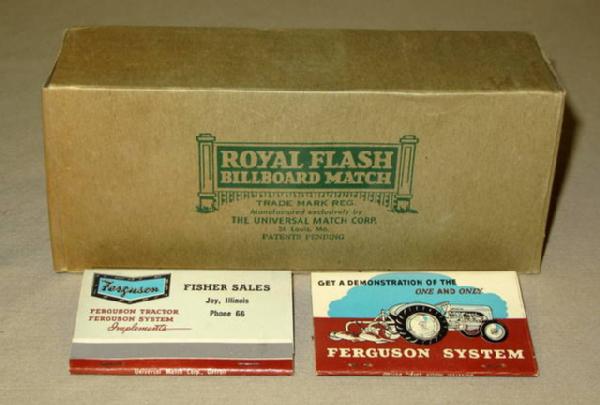 ROYAL FLASH
BILLBOARD MATCH
TRADE MARK REG.
Manufactured exclusively by
THE UNIVERSAL MATCH CORP.
St Louis, Mo.
PATENTS PENDING
Ferguson
FISHER SALES
Joy, Illinois
Phone 66
FERGUSON TRACTOR
FERGUSON SYSTEM
Implements
Universal Match Corp., Detroit
GET A DEMONSTRATION OF THE
ONE AND ONLY
FERGUSON SYSTEM